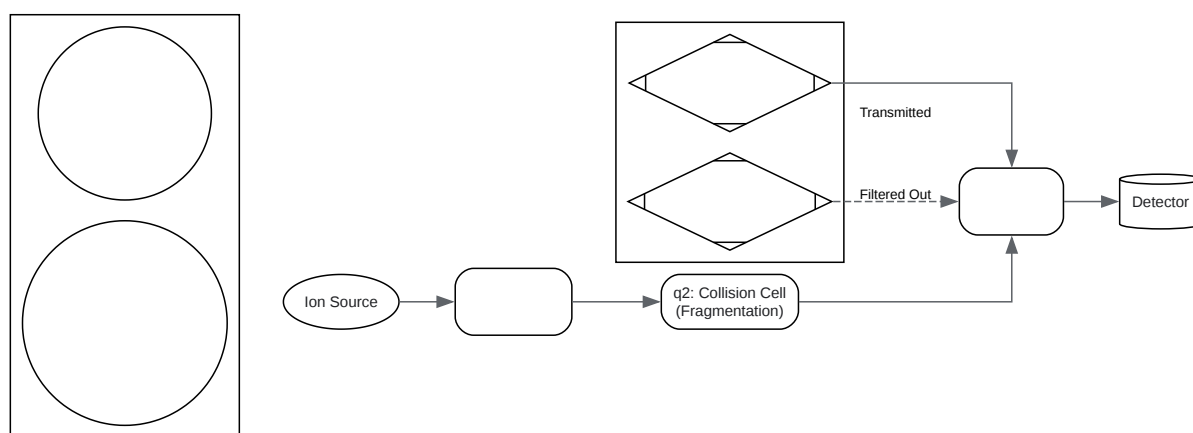 Transmitted
Filtered Out
Detector
Ion Source
q2: Collision Cell
(Fragmentation)